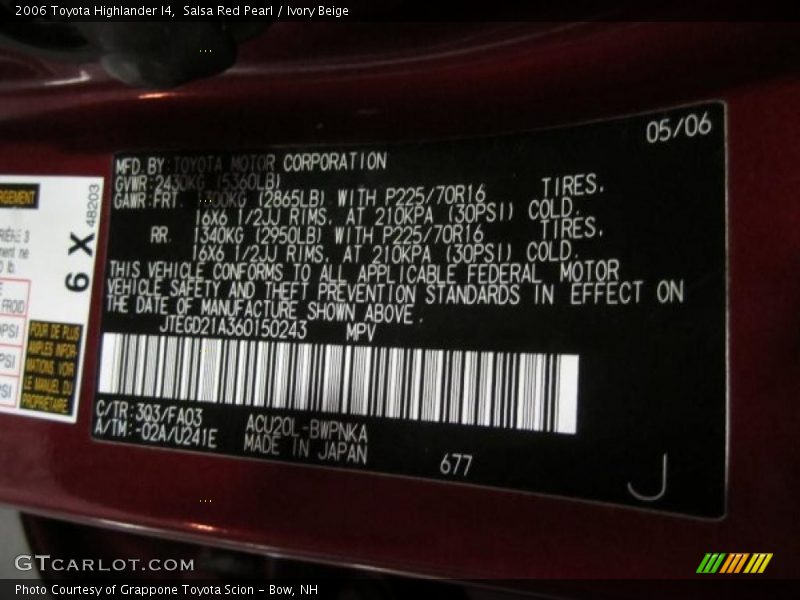 2006 Toyota Highlander I4,  Salsa Red Pearl / Ivory Beige
05/06
MFD. BY: TOYOTA MOTOR CORPORATION
GVWR: 2430KG (5360LB)
GAWR: FRT. 1300KG (2865LB) WITH P225/70R16 TIRES,
16X6 1/2JJ RIMS, AT 210KPA (30PSI) COLD.
RR. 1340KG (2950LB) WITH P225/70R16 TIRES,
16X6 1/2JJ RIMS, AT 210KPA (30PSI) COLD.
THIS VEHICLE CONFORMS TO ALL APPLICABLE FEDERAL MOTOR
VEHICLE SAFETY AND THEFT PREVENTION STANDARDS IN EFFECT ON
THE DATE OF MANUFACTURE SHOWN ABOVE.
JTEGD21A360150243 MPV
C/TR: 3Q3/FA03
A/TM: -02A/U241E
ACU20L-BWPNKA
MADE IN JAPAN
677
J
6 X
48203
POUR DE PLUS
AMPLES INFOR-
MATIONS, VOIR
LE MANUEL DU
PROPRIETAIRE
GTCARLOT.COM
Photo Courtesy of Grappone Toyota Scion - Bow, NH